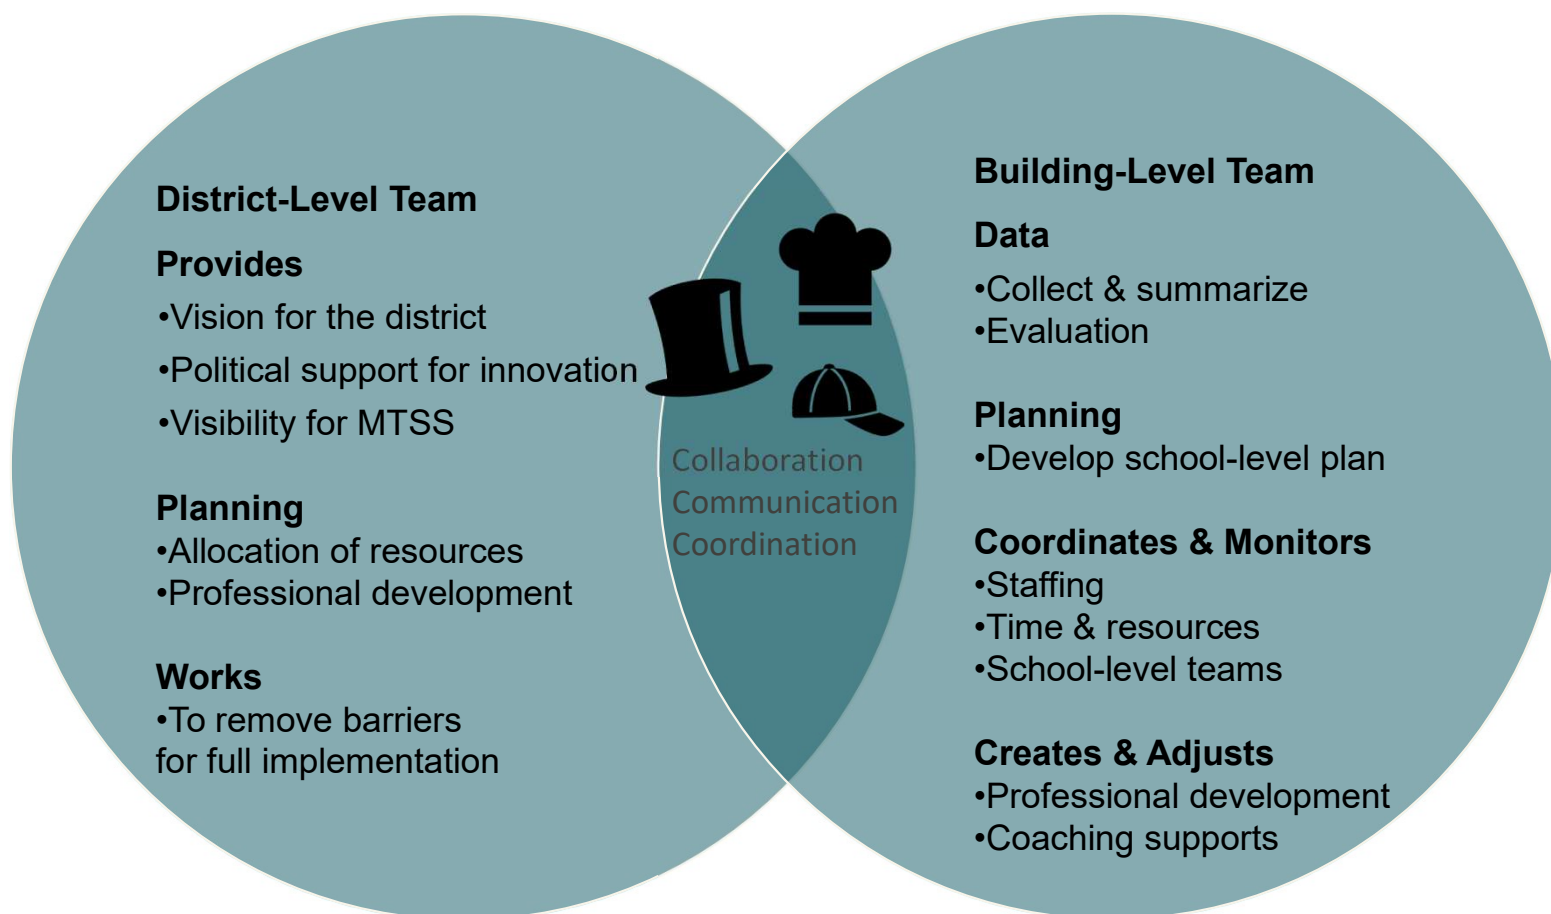 District-Level Team
Provides
•Vision for the district
•Political support for innovation
•Visibility for MTSS
Planning
•Allocation of resources
•Professional development
Works
•To remove barriers
for full implementation
Collaboration
Communication
Coordination
Building-Level Team
Data
•Collect & summarize
•Evaluation
Planning
•Develop school-level plan
Coordinates & Monitors
•Staffing
•Time & resources
•School-level teams
Creates & Adjusts
•Professional development
•Coaching supports